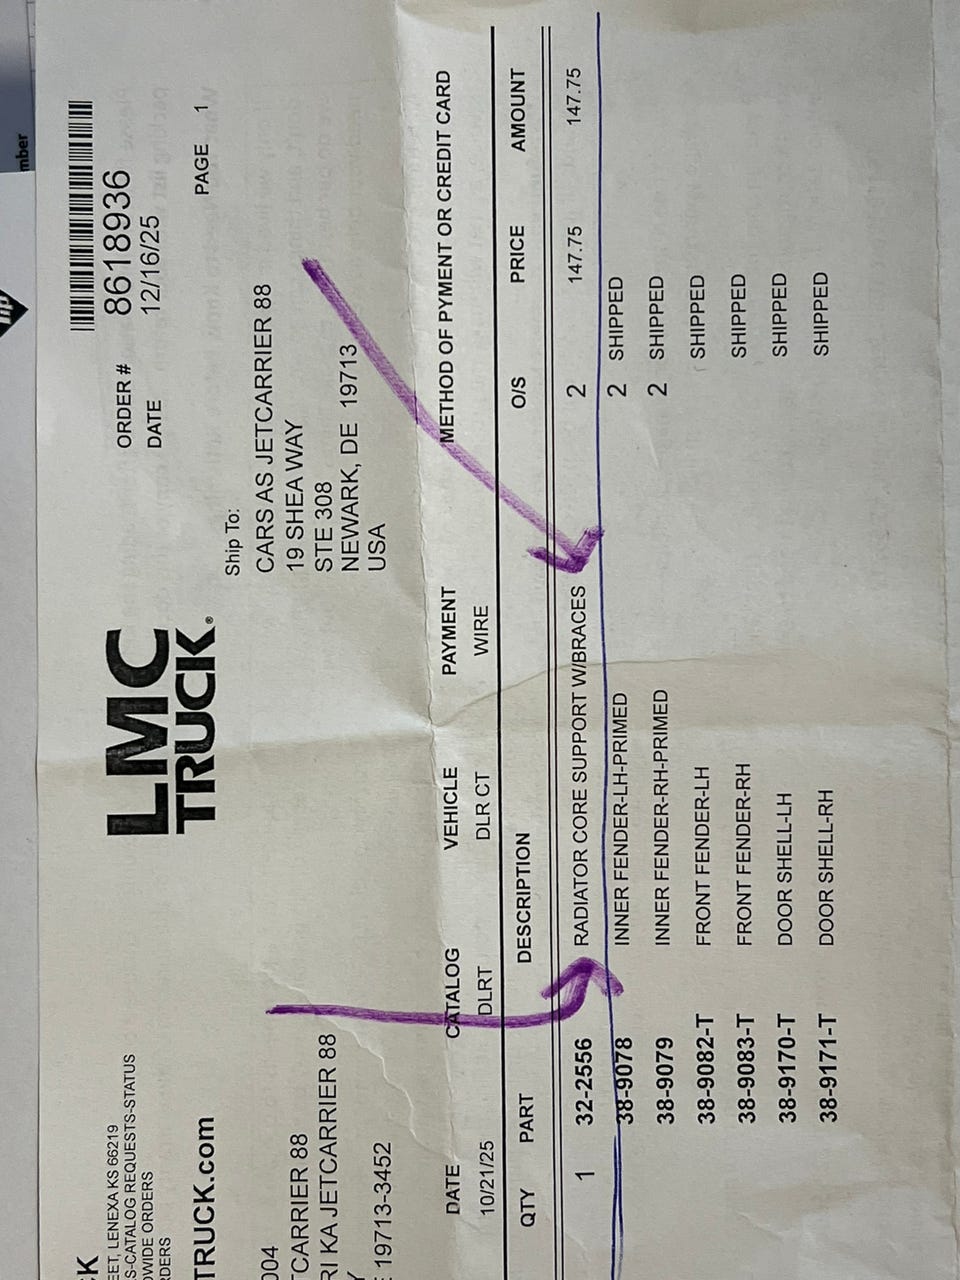 mber
hp
8618936
ORDER #
DATE 12/16/25
PAGE 1
LMC
TRUCK®
EET, LENEXA KS 66219
S-CATALOG REQUESTS-STATUS
DWIDE ORDERS
RDERS
TRUCK.com
Ship To:
CARS AS JETCARRIER 88
19 SHEA WAY
STE 308
NEWARK, DE 19713
USA
004
TCARRIER 88
RI KA JETCARRIER 88
19713-3452
DATE CATALOG VEHICLE PAYMENT METHOD OF PYMENT OR CREDIT CARD
10/21/25 DLRT DLR CT WIRE
QTY PART DESCRIPTION O/S PRICE AMOUNT
1 32-2556 RADIATOR CORE SUPPORT W/BRACES 2 147.75 147.75
38-9078 INNER FENDER-LH-PRIMED 2 SHIPPED
38-9079 INNER FENDER-RH-PRIMED 2 SHIPPED
38-9082-T FRONT FENDER-LH SHIPPED
38-9083-T FRONT FENDER-RH SHIPPED
38-9170-T DOOR SHELL-LH SHIPPED
38-9171-T DOOR SHELL-RH SHIPPED